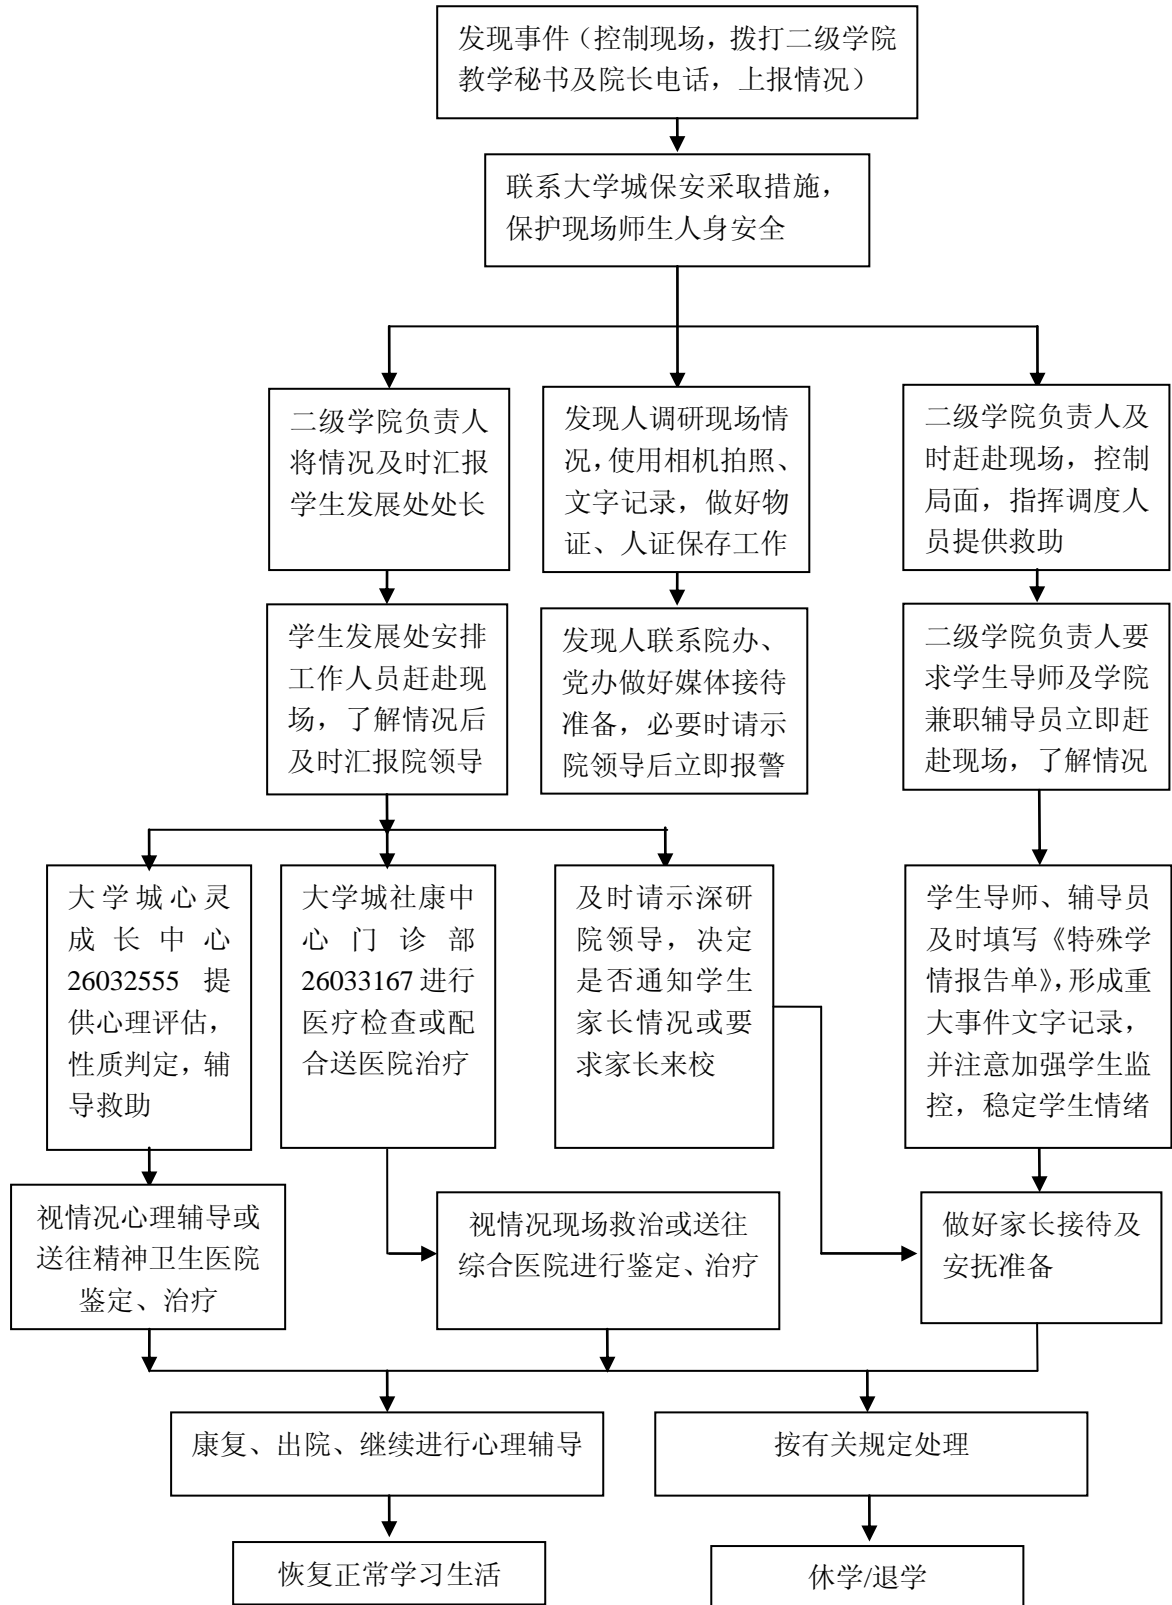 发现事件（控制现场，拨打二级学院
教学秘书及院长电话，上报情况）
联系大学城保安采取措施，
保护现场师生人身安全
二级学院负责人
将情况及时汇报
学生发展处处长
发现人调研现场情
况，使用相机拍照、
文字记录，做好物
证、人证保存工作
二级学院负责人及
时赶赴现场，控制
局面，指挥调度人
员提供救助
学生发展处安排
工作人员赶赴现
场，了解情况后
及时汇报院领导
发现人联系院办、
党办做好媒体接待
准备，必要时请示
院领导后立即报警
二级学院负责人要
求学生导师及学院
兼职辅导员立即赶
赴现场，了解情况
大学城心灵
成长中心
26032555 提
供心理评估，
性质判定，辅
导救助
大学城社康中
心门诊部
26033167 进行
医疗检查或配
合送医院治疗
及时请示深研
院领导，决定
是否通知学生
家长情况或要
求家长来校
学生导师、辅导员
及时填写《特殊学
情报告单》，形成重
大事件文字记录，
并注意加强学生监
控，稳定学生情绪
视情况心理辅导或
送往精神卫生医院
鉴定、治疗
视情况现场救治或送往
综合医院进行鉴定、治疗
做好家长接待及
安抚准备
康复、出院、继续进行心理辅导
按有关规定处理
恢复正常学习生活
休学/退学